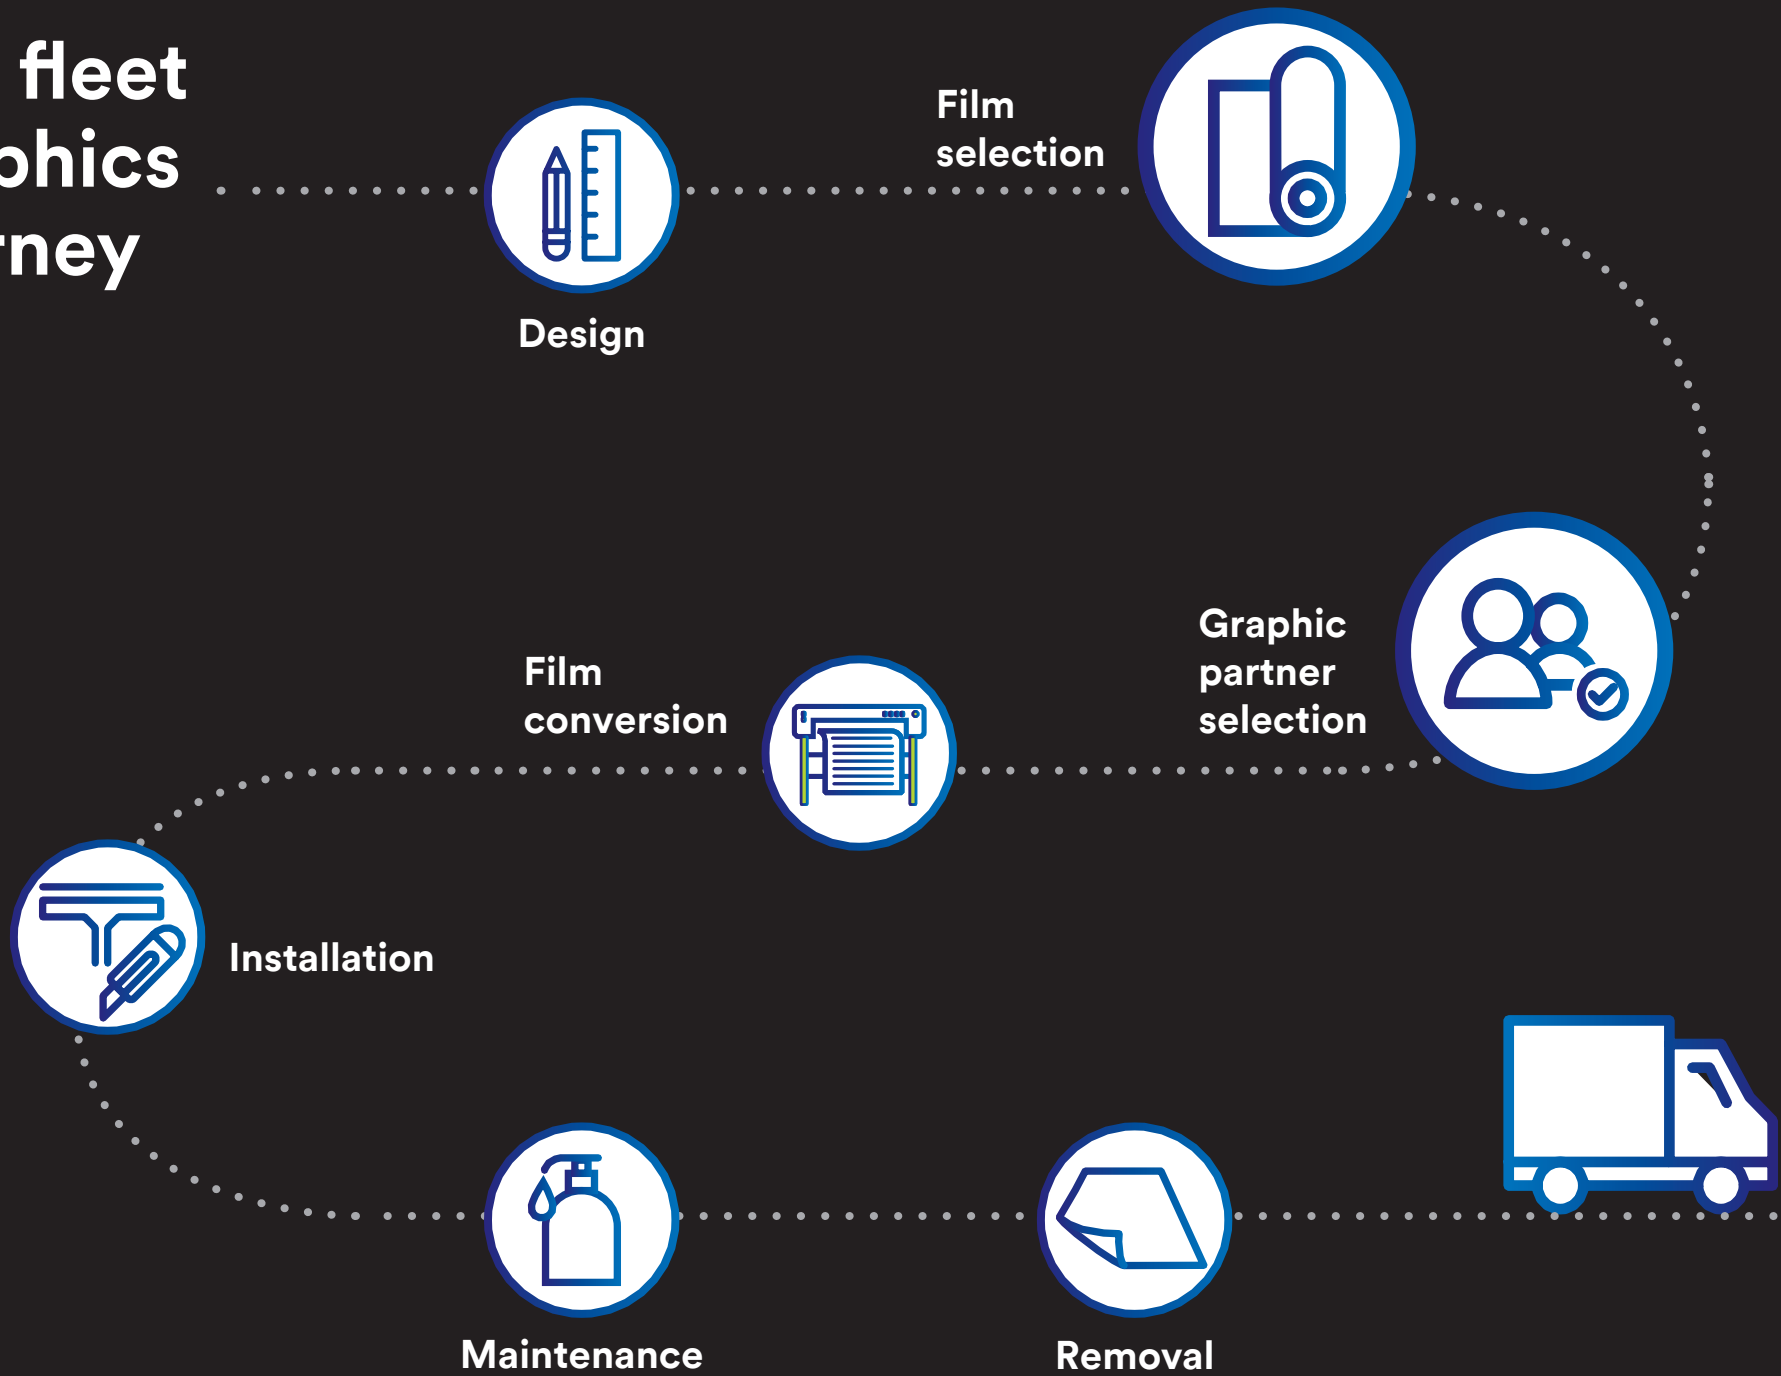 fleet
phics
rney
Design
Film
selection
Graphic
partner
selection
Film
conversion
Installation
Maintenance
Removal